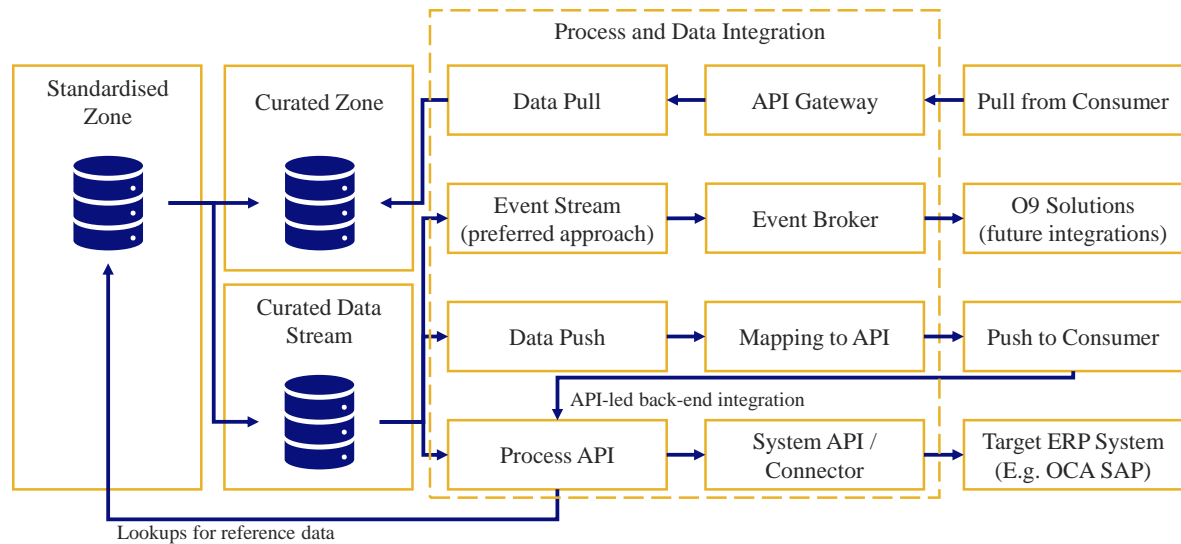 Process and Data Integration
Standardised
Zone
Curated Zone
Data Pull
API Gateway
Pull from Consumer
Event Stream
(preferred approach)
Event Broker
O9 Solutions
(future integrations)
Curated Data
Stream
Data Push
Mapping to API
Push to Consumer
API-led back-end integration
Process API
System API /
Connector
Target ERP System
(E.g. OCA SAP)
Lookups for reference data